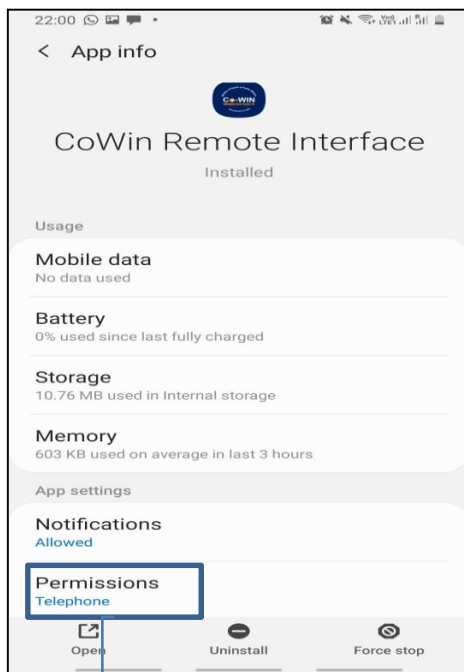 22:00
App info
Co-WIN
CoWin Remote Interface
Installed
Usage
Mobile data
No data used
Battery
0% used since last fully charged
Storage
10.76 MB used in Internal storage
Memory
603 KB used on average in last 3 hours
App settings
Notifications
Allowed
Permissions
Telephone
Open Uninstall Force stop